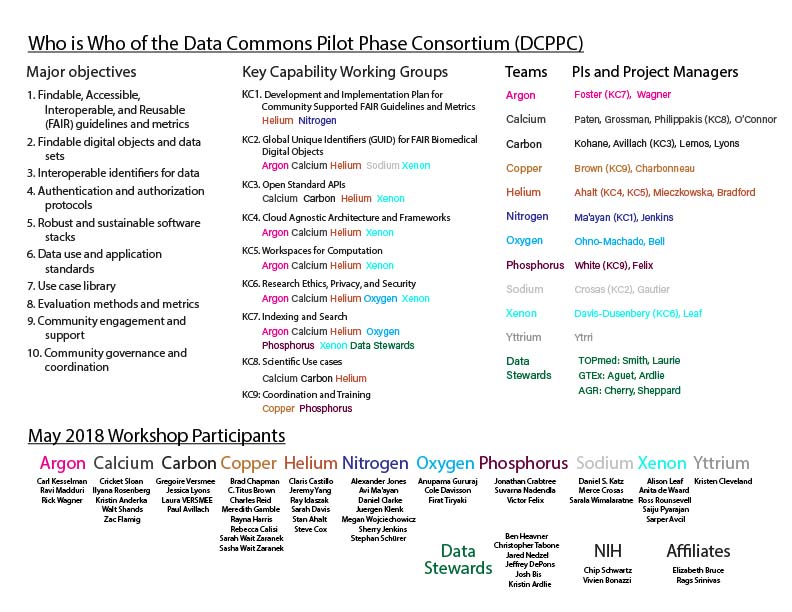 Who is Who of the Data Commons Pilot Phase Consortium (DCPPC)
Major objectives
1. Findable, Accessible,
Interoperable, and Reusable
(FAIR) guidelines and metrics
2. Findable digital objects and data
sets
3. Interoperable identifiers for data
4. Authentication and authorization
protocols
5. Robust and sustainable software
stacks
6. Data use and application
standards
7. Use case library
8. Evaluation methods and metrics
9. Community engagement and
support
10. Community governance and
coordination
Key Capability Working Groups
KC1. Development and Implementation Plan for
Community Supported FAIR Guidelines and Metrics
Helium Nitrogen
KC2. Global Unique Identifiers (GUID) for FAIR Biomedical
Digital Objects
Argon Calcium Helium Sodium Xenon
KC3. Open Standard APIs
Calcium Carbon Helium Xenon
KC4. Cloud Agnostic Architecture and Frameworks
Argon Calcium Helium Xenon
KC5. Workspaces for Computation
Argon Calcium Helium Xenon
KC6. Research Ethics, Privacy, and Security
Argon Calcium Helium Oxygen Xenon
KC7. Indexing and Search
Argon Calcium Helium Oxygen
Phosphorus Xenon Data Stewards
KC8. Scientific Use cases
Calcium Carbon Helium
KC9: Coordination and Training
Copper Phosphorus
Teams PIs and Project Managers
Argon Foster (KC7), Wagner
Calcium Paten, Grossman, Philippakis (KC8), O'Connor
Carbon Kohane, Avillach (KC3), Lemos, Lyons
Copper Brown (KC9), Charbonneau
Helium Ahalt (KC4, KC5), Mieczkowska, Bradford
Nitrogen Ma'ayan (KC1), Jenkins
Oxygen Ohno-Machado, Bell
Phosphorus White (KC9), Felix
Sodium Crosas (KC2), Gautier
Xenon Davis-Dusenbery (KC6), Leaf
Yttrium Ytrri
Data
Stewards
TOPmed: Smith, Laurie
GTEx: Aguet, Ardlie
AGR: Cherry, Sheppard
May 2018 Workshop Participants
Argon
Carl Kesselman
Ravi Madduri
Rick Wagner
Calcium
Cricket Sloan
Ilyana Rosenberg
Kristin Anderka
Walt Shands
Zac Flamig
Carbon
Gregoire Versmee
Jessica Lyons
Laura VERSMEE
Paul Avillach
Copper
Brad Chapman
C. Titus Brown
Charles Reid
Meredith Gamble
Rayna Harris
Rebecca Calisi
Sarah Wait Zaranek
Sasha Wait Zaranek
Helium
Claris Castillo
Jeremy Yang
Ray Idaszak
Sarah Davis
Stan Ahalt
Steve Cox
Nitrogen
Alexander Jones
Avi Ma'ayan
Daniel Clarke
Juergen Klenk
Megan Wojciechowicz
Sherry Jenkins
Stephan Schürer
Oxygen
Anupama Gururaj
Cole Davisson
Firat Tiryaki
Phosphorus
Jonathan Crabtree
Suvarna Nadendla
Victor Felix
Sodium
Daniel S. Katz
Merce Crosas
Sarala Wimalaratne
Xenon
Alison Leaf
Anita de Waard
Ross Rounsevell
Saiju Pyarajan
Sarper Avcil
Yttrium
Kristen Cleveland
Data
Stewards
Ben Heavner
Christopher Tabone
Jared Nedzel
Jeffrey DePons
Josh Bis
Kristin Ardlie
NIH
Chip Schwartz
Vivien Bonazzi
Affiliates
Elizabeth Bruce
Rags Srinivas